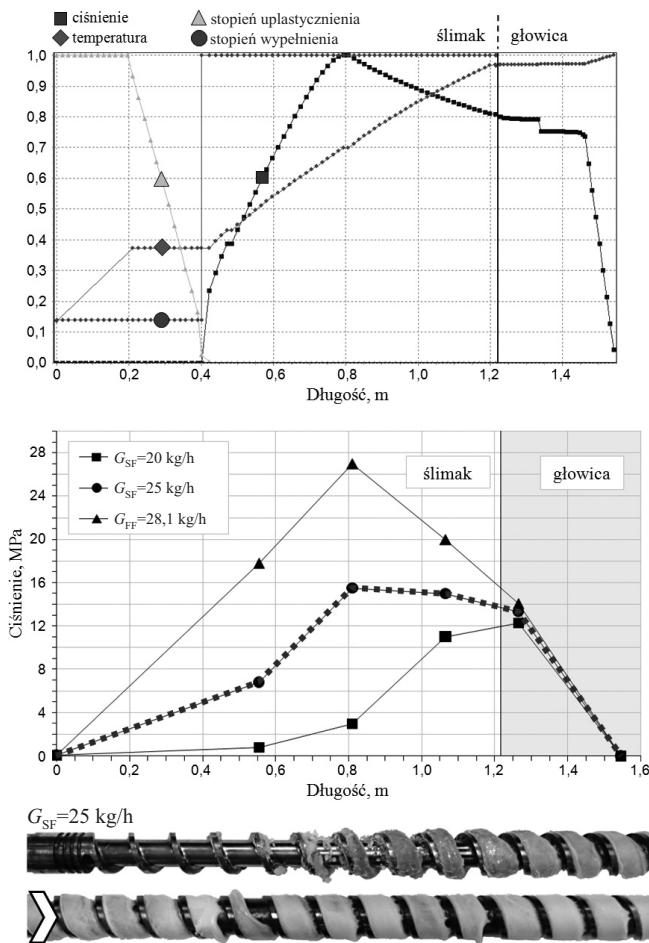 ciśnienie
stopień uplastycznienia
temperatura
stopień wypełnienia
ślimak
głowica
1,0
0,9
0,8
0,7
0,6
0,5
0,4
0,3
0,2
0,1
0,0
0
0,2
0,4
0,6
0,8
1,0
1,2
1,4
Długość, m
28
24
20
16
12
8
4
0
Ciśnienie, MPa
G_SF=20 kg/h
G_SF=25 kg/h
G_FF=28,1 kg/h
ślimak
głowica
0
0,2
0,4
0,6
0,8
1,0
1,2
1,4
1,6
Długość, m
G_SF=25 kg/h